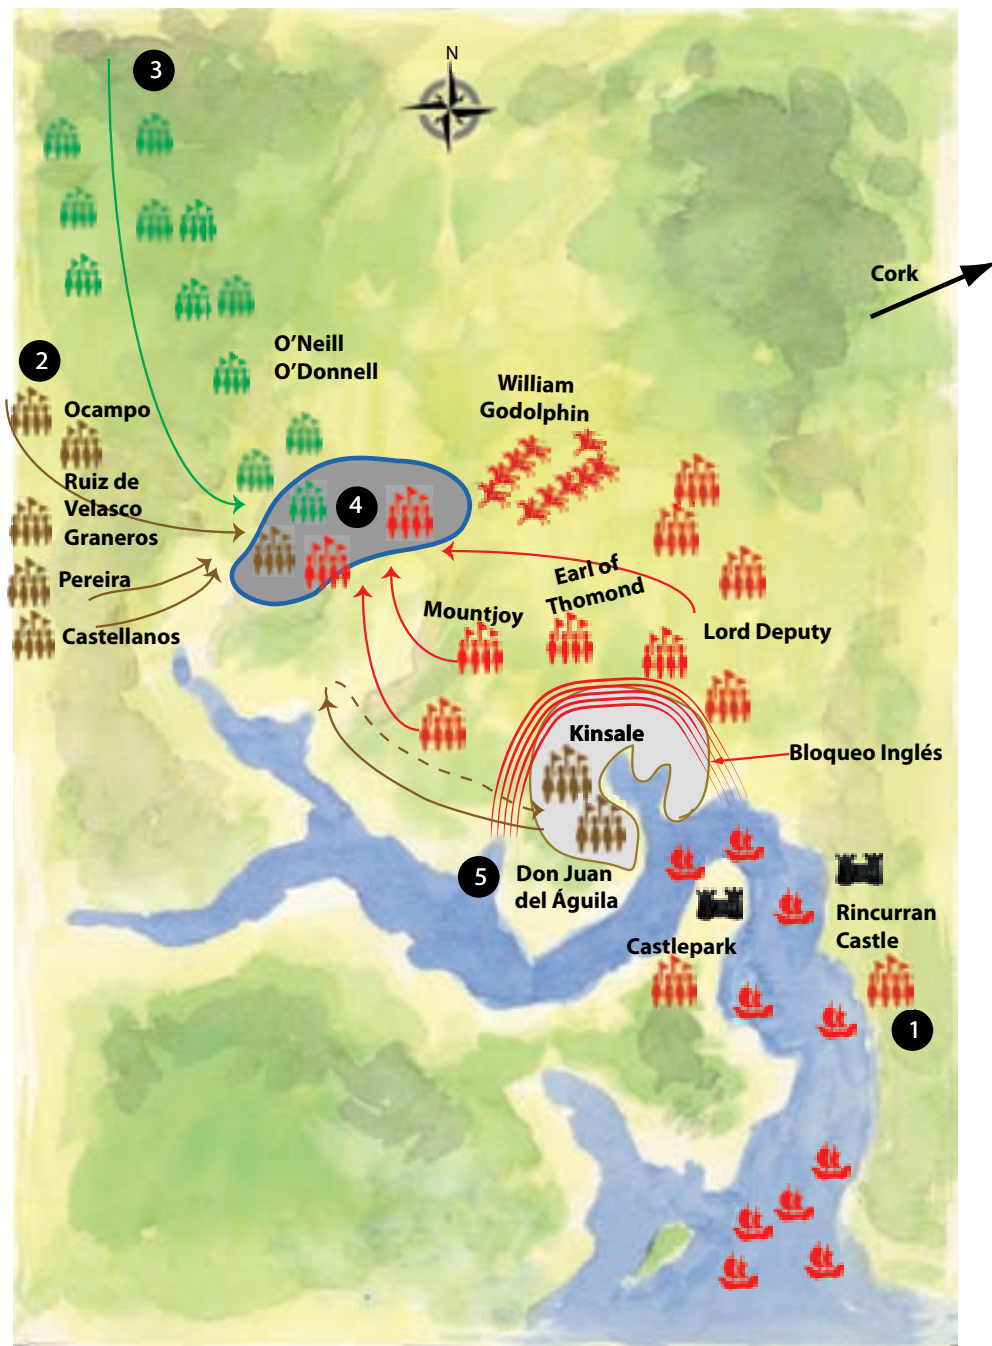 N
3
Cork
O’Neill
O’Donnell
2
Ocampo
William
Godolphin
Ruiz de
Velasco
Graneros
4
Pereira
Earl of
Thomond
Mountjoy
Castellanos
Lord Deputy
Kinsale
Bloqueo Inglés
5
Don Juan
del Águila
Rincurran
Castle
Castlepark
1